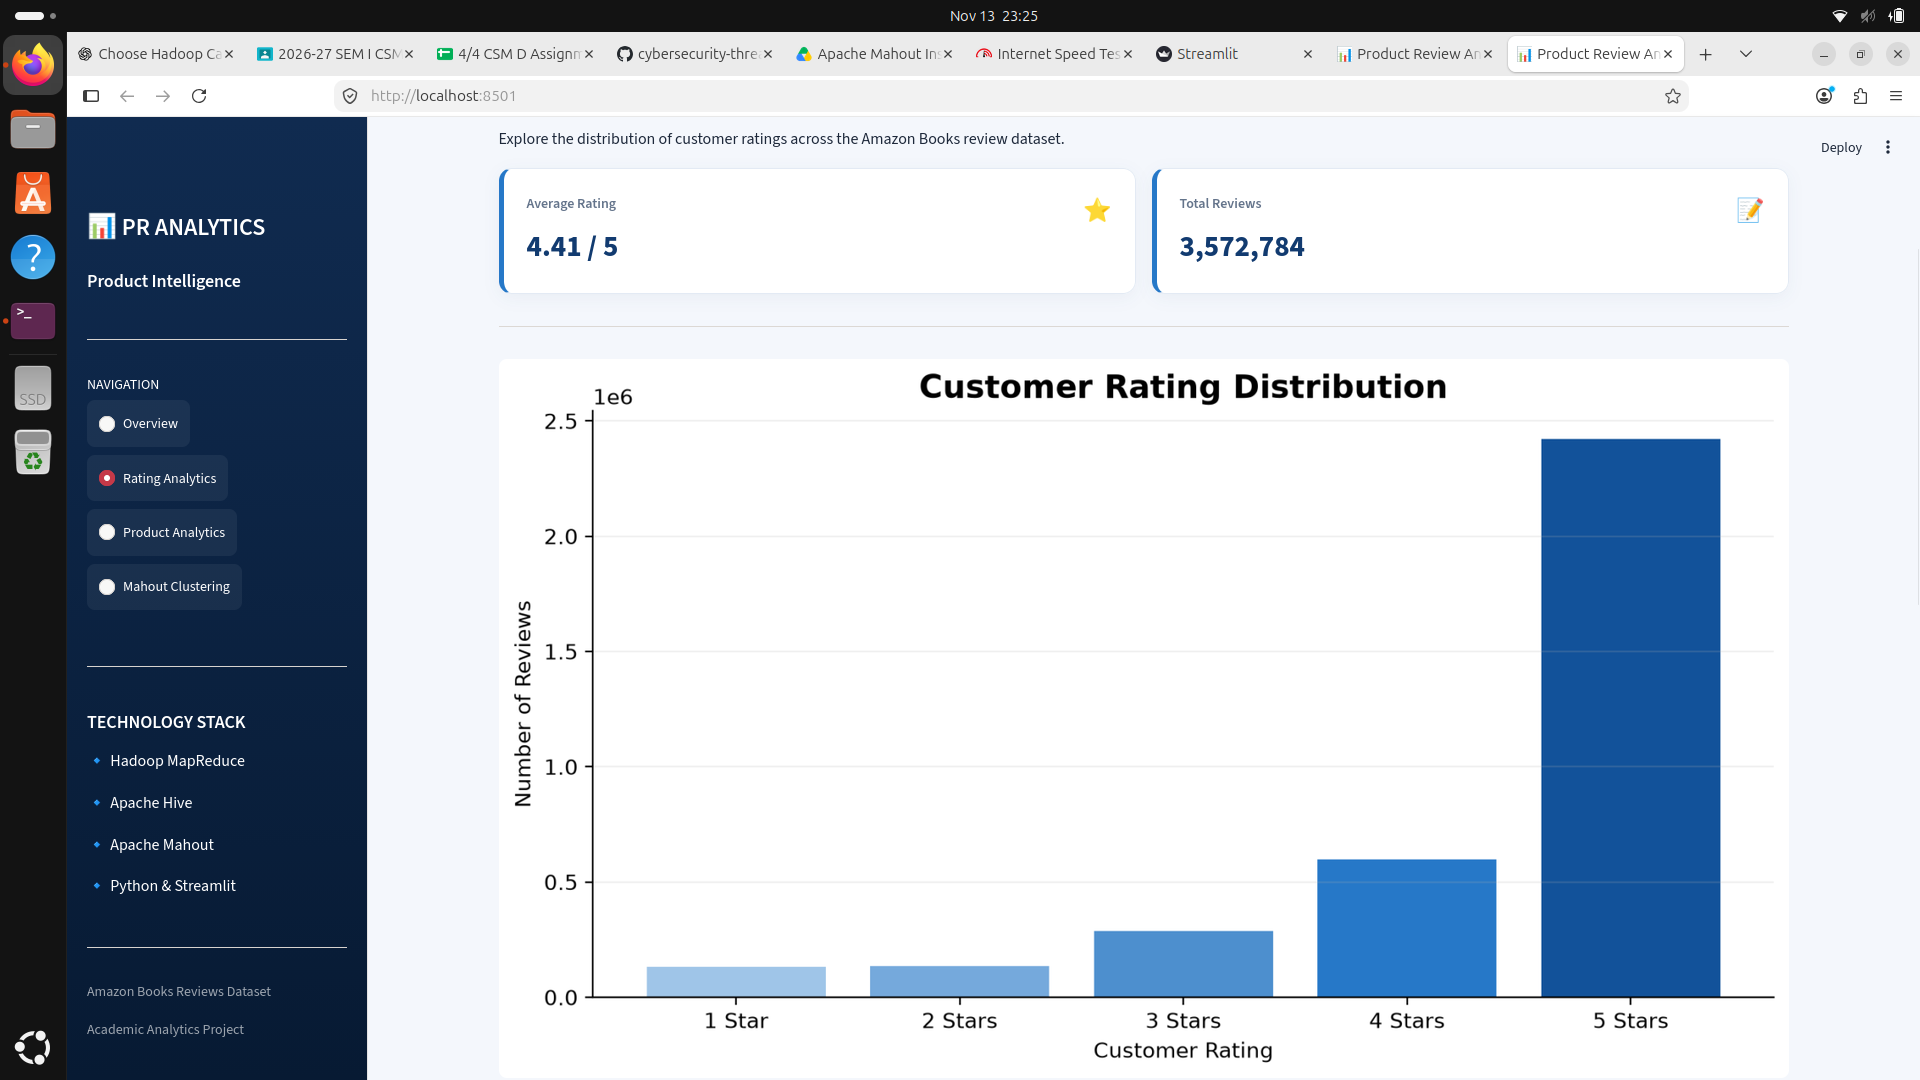 Nov 13 23:25
Choose Hadoop Ca
2026-27 SEM I CSM
4/4 CSM D Assignm
cybersecurity-thre
Apache Mahout Ins
Internet Speed Tes
Streamlit
Product Review An
Product Review An
http://localhost:8501
Deploy
📊 PR ANALYTICS
Product Intelligence
NAVIGATION
Overview
Rating Analytics
Product Analytics
Mahout Clustering
TECHNOLOGY STACK
Hadoop MapReduce
Apache Hive
Apache Mahout
Python & Streamlit
Amazon Books Reviews Dataset
Academic Analytics Project
SSD
Explore the distribution of customer ratings across the Amazon Books review dataset.
Average Rating
4.41 / 5
Total Reviews
3,572,784
Customer Rating Distribution
1e6
2.5
2.0
1.5
1.0
0.5
0.0
Number of Reviews
1 Star
2 Stars
3 Stars
4 Stars
5 Stars
Customer Rating